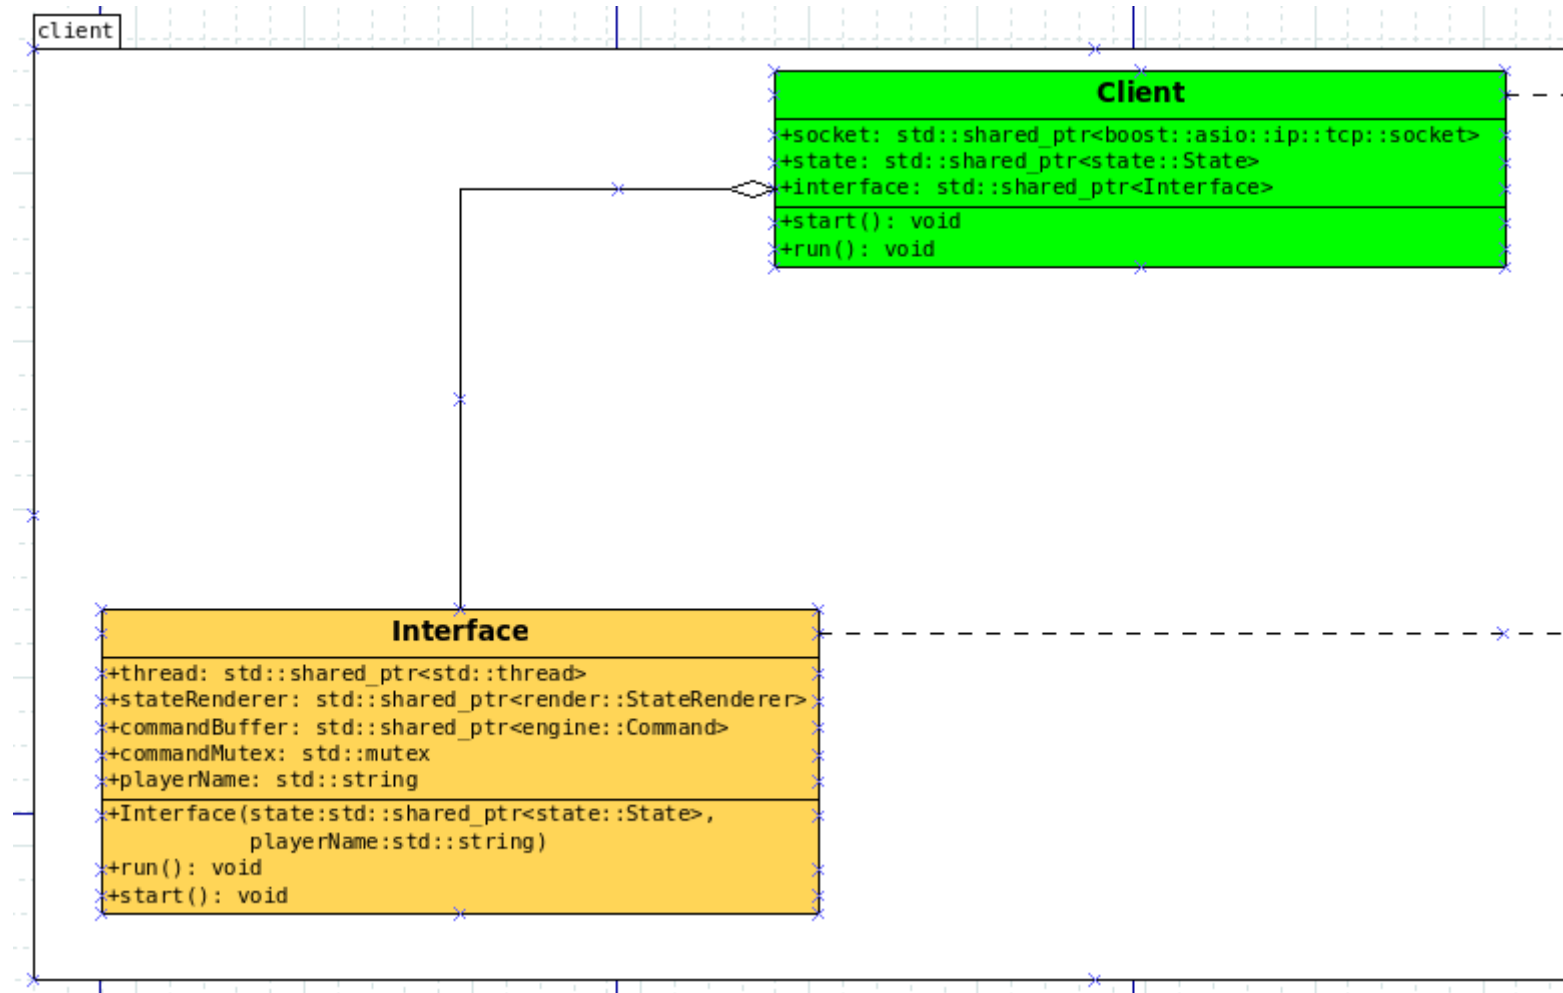 client
Client
+socket: std::shared_ptr<boost::asio::ip::tcp::socket>
+state: std::shared_ptr<state::State>
+interface: std::shared_ptr<Interface>
+start(): void
+run(): void
Interface
+thread: std::shared_ptr<std::thread>
+stateRenderer: std::shared_ptr<render::StateRenderer>
+commandBuffer: std::shared_ptr<engine::Command>
+commandMutex: std::mutex
+playerName: std::string
+Interface(state:std::shared_ptr<state::State>,
playerName:std::string)
+run(): void
+start(): void